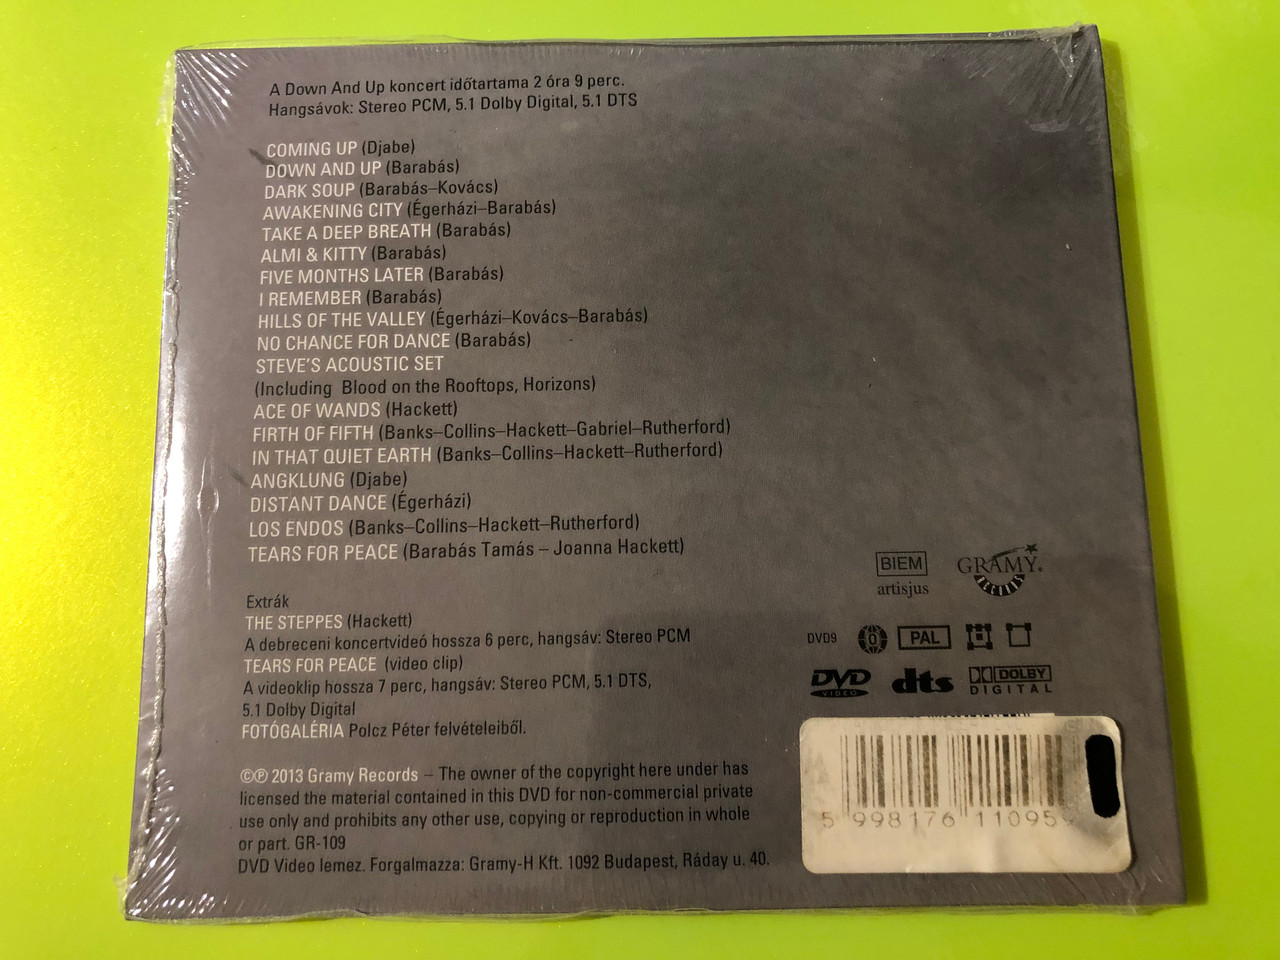 A Down And Up koncert időtartama 2 óra 9 perc.
Hangsávok: Stereo PCM, 5.1 Dolby Digital, 5.1 DTS
COMING UP (Djabe)
DOWN AND UP (Barabás)
DARK SOUP (Barabás–Kovács)
AWAKENING CITY (Égerházi–Barabás)
TAKE A DEEP BREATH (Barabás)
ALMI & KITTY (Barabás)
FIVE MONTHS LATER (Barabás)
I REMEMBER (Barabás)
HILLS OF THE VALLEY (Égerházi–Kovács–Barabás)
NO CHANCE FOR DANCE (Barabás)
STEVE'S ACOUSTIC SET
(Including Blood on the Rooftops, Horizons)
ACE OF WANDS (Hackett)
FIRTH OF FIFTH (Banks–Collins–Hackett–Gabriel–Rutherford)
IN THAT QUIET EARTH (Banks–Collins–Hackett–Rutherford)
ANGKLUNG (Djabe)
DISTANT DANCE (Égerházi)
LOS ENDOS (Banks–Collins–Hackett–Rutherford)
TEARS FOR PEACE (Barabás Tamás – Joanna Hackett)
Extrák
THE STEPPES (Hackett)
A debreceni koncertvideó hossza 6 perc, hangsáv: Stereo PCM
TEARS FOR PEACE (video clip)
A videoklip hossza 7 perc, hangsáv: Stereo PCM, 5.1 DTS,
5.1 Dolby Digital
FOTÓGALÉRIA Polcz Péter felvételeiből.
©℗ 2013 Gramy Records – The owner of the copyright here under has
licensed the material contained in this DVD for non-commercial private
use only and prohibits any other use, copying or reproduction in whole
or part. GR-109
DVD Video lemez. Forgalmazza: Gramy-H Kft. 1092 Budapest, Ráday u. 40.
BIEM
artisjus
GRAMY
RECORDS
DVD9 0 PAL
DVD VIDEO dts DOLBY DIGITAL
5 998176 11095